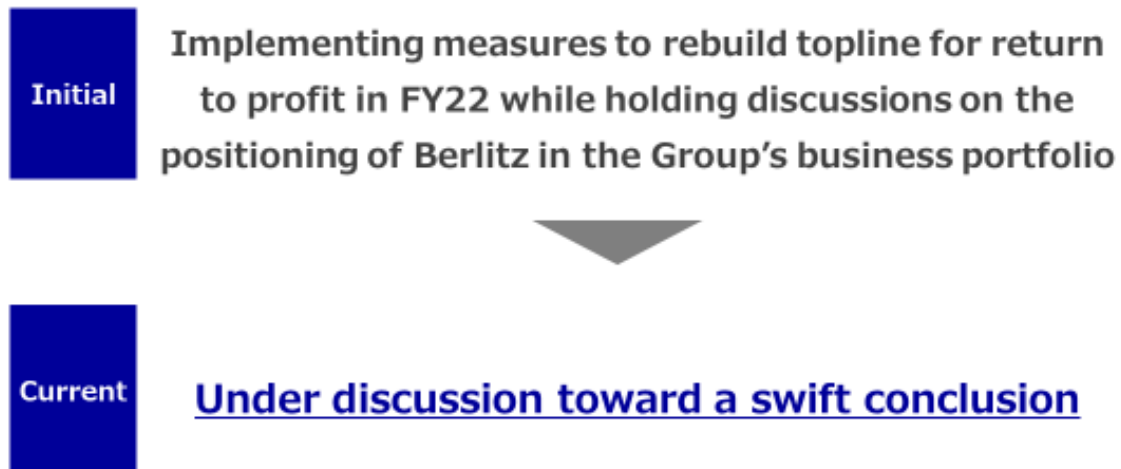 Initial
Implementing measures to rebuild topline for return
to profit in FY22 while holding discussions on the
positioning of Berlitz in the Group’s business portfolio
Current
Under discussion toward a swift conclusion